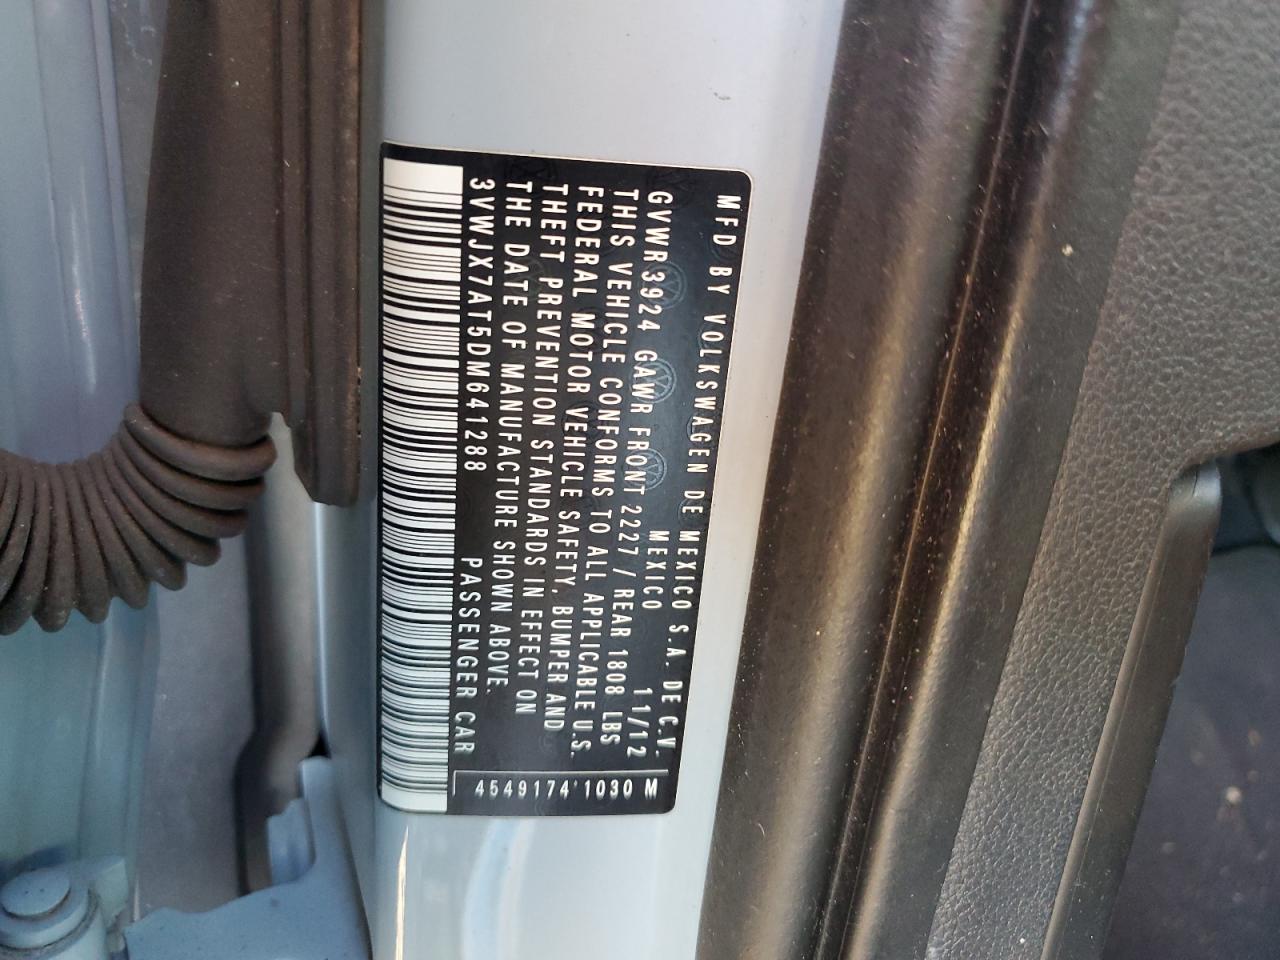 MFD BY VOLKSWAGEN DE MEXICO S.A. DE C.V.
MEXICO 11/12
GVWR 3924 GAWR FRONT 2227 / REAR 1808 LBS
THIS VEHICLE CONFORMS TO ALL APPLICABLE U.S.
FEDERAL MOTOR VEHICLE SAFETY, BUMPER AND
THEFT PREVENTION STANDARDS IN EFFECT ON
THE DATE OF MANUFACTURE SHOWN ABOVE.
3VWJX7AT5DM641288 PASSENGER CAR
4549174*1030 M